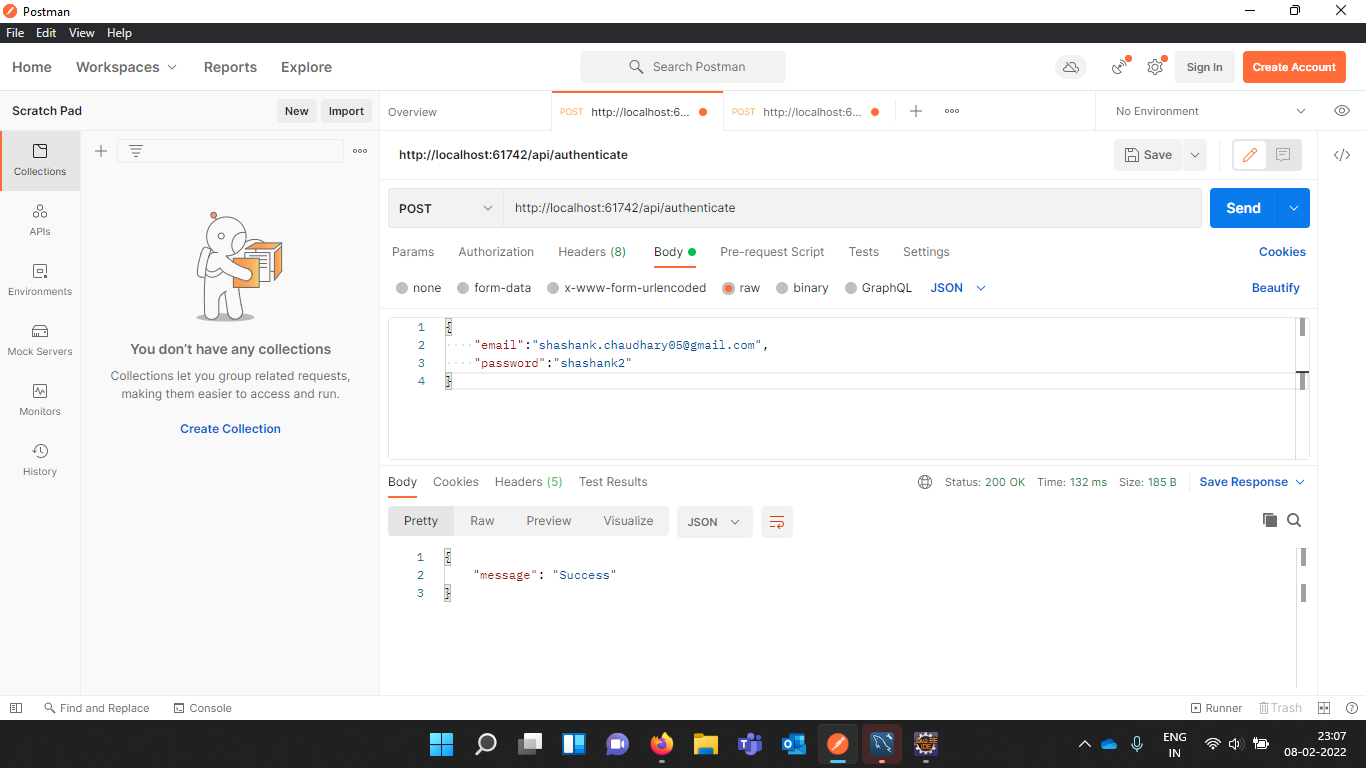 Postman
File Edit View Help
Home Workspaces Reports Explore Search Postman Sign In Create Account
Scratch Pad New Import Overview POST http://localhost:6... POST http://localhost:6... No Environment
Collections
APIs
Environments
Mock Servers
Monitors
History
You don't have any collections
Collections let you group related requests,
making them easier to access and run.
Create Collection
http://localhost:61742/api/authenticate Save
POST http://localhost:61742/api/authenticate Send
Params Authorization Headers (8) Body Pre-request Script Tests Settings Cookies
none form-data x-www-form-urlencoded raw binary GraphQL JSON Beautify
1 {
2 "email":"shashank.chaudhary05@gmail.com",
3 "password":"shashank2"
4 }
Body Cookies Headers (5) Test Results Status: 200 OK Time: 132 ms Size: 185 B Save Response
Pretty Raw Preview Visualize JSON
1 {
2 "message": "Success"
3 }
Find and Replace Console Runner Trash
ENG
IN
23:07
08-02-2022